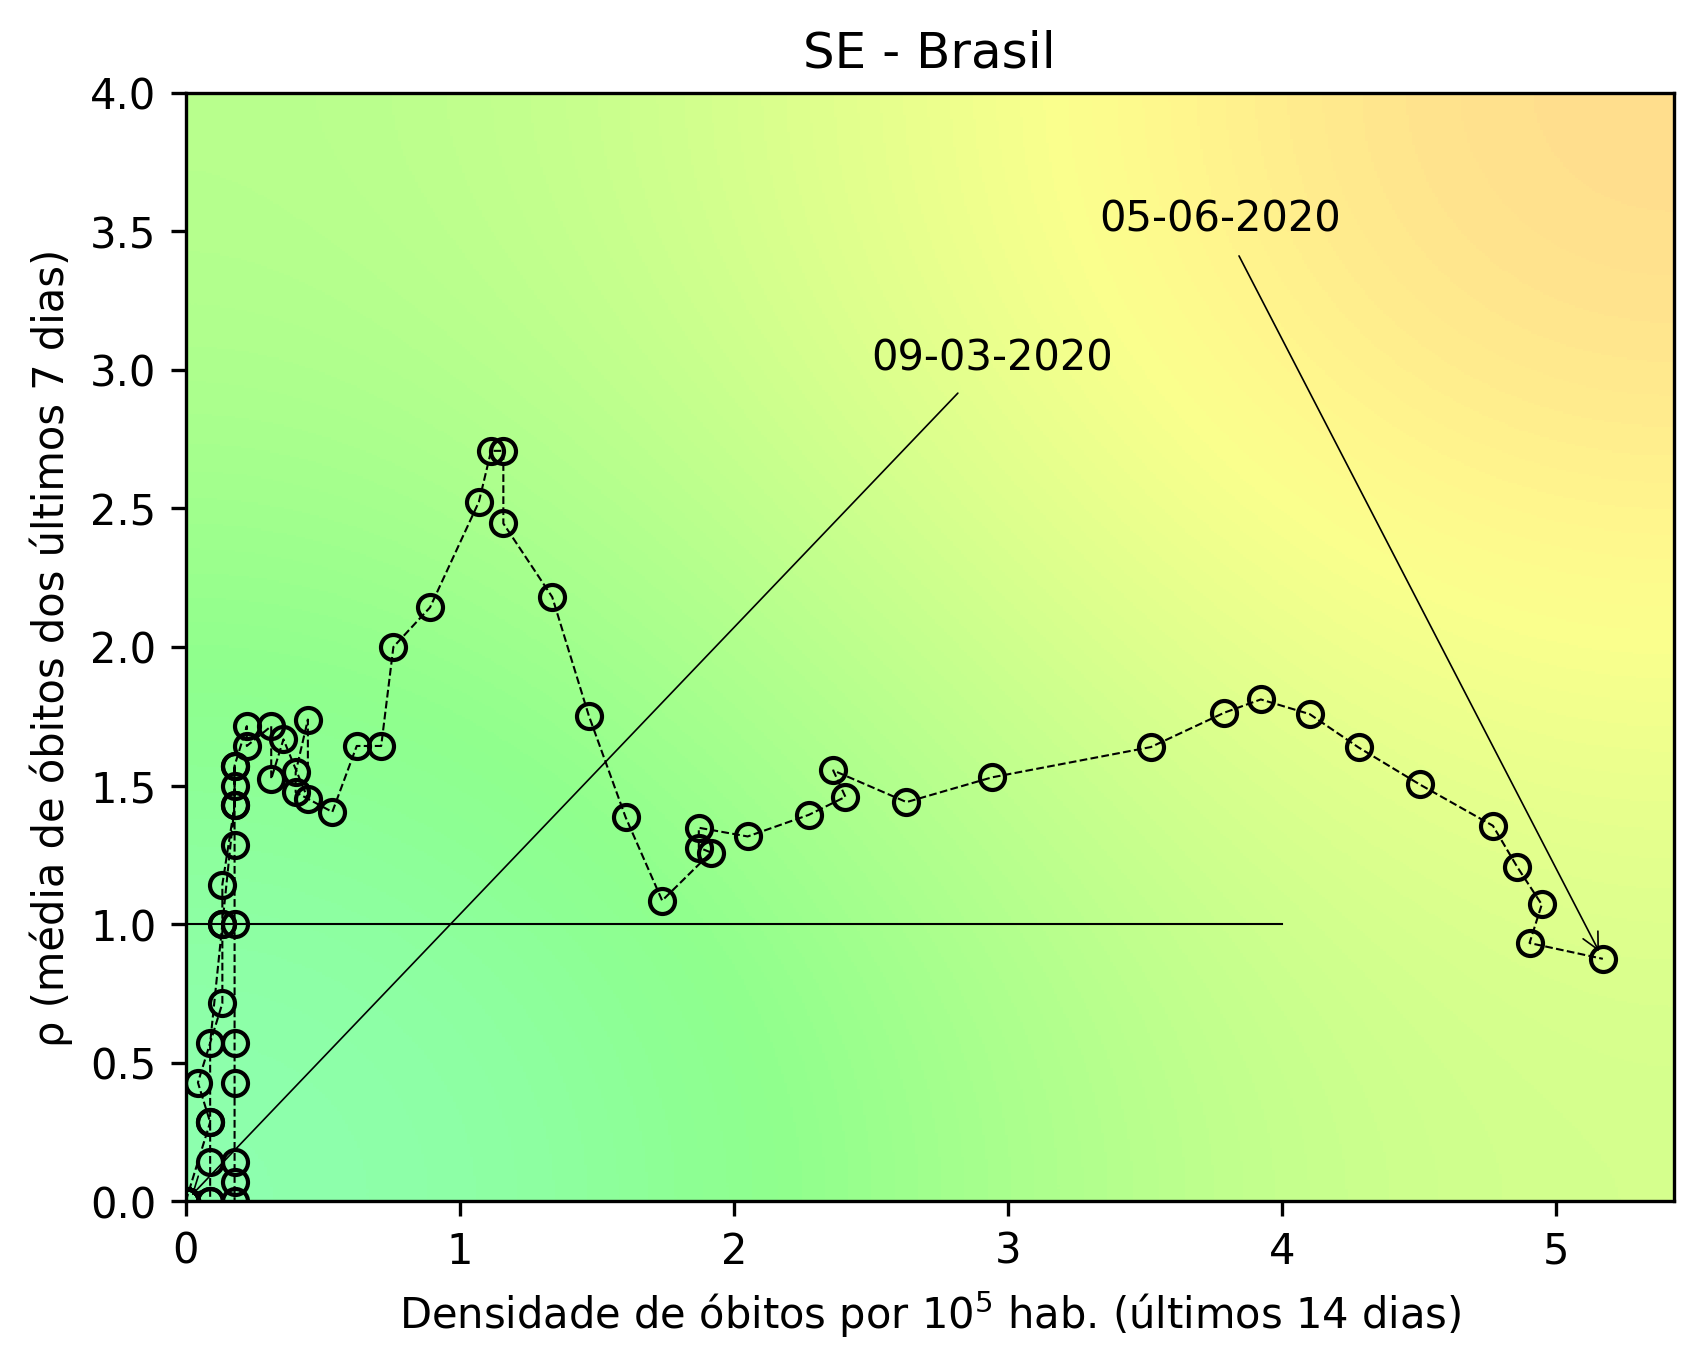 SE - Brasil
4.0
3.5
3.0
2.5
2.0
1.5
1.0
0.5
0.0
ρ (média de óbitos dos últimos 7 dias)
05-06-2020
09-03-2020
0 1 2 3 4 5
Densidade de óbitos por 10⁵ hab. (últimos 14 dias)